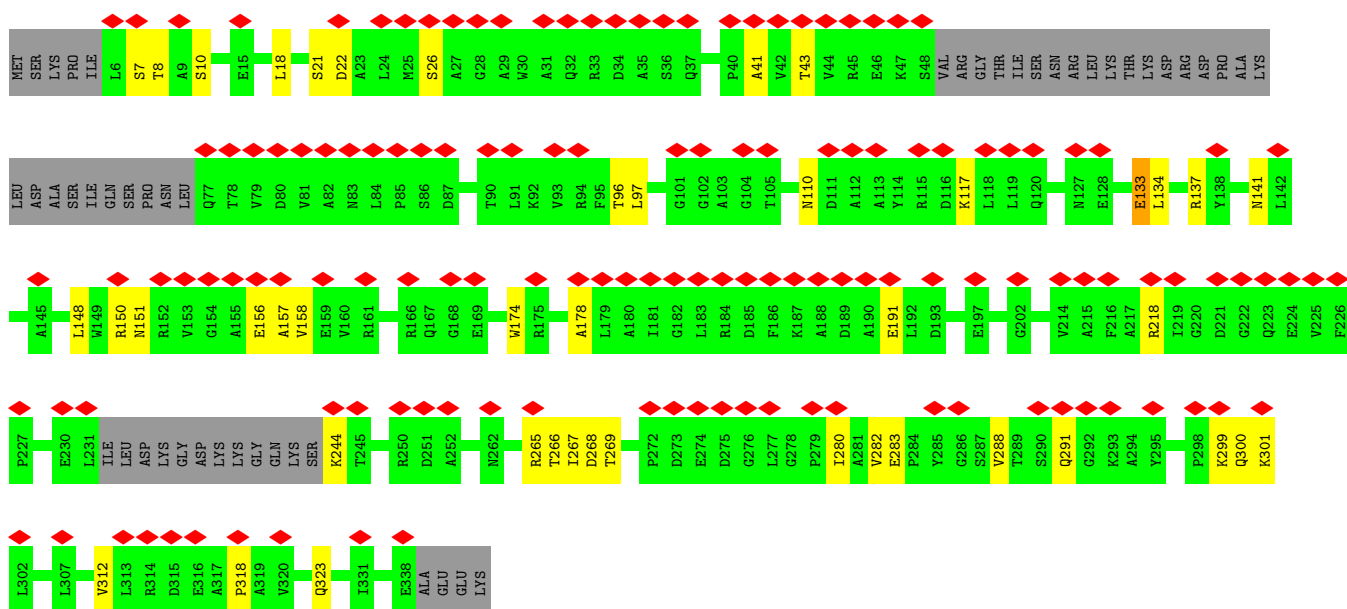 MET SER LYS PRO ILE L6 S7 T8 A9 S10 E15 L18 S21 D22 A23 L24 M25 S26 A27 G28 A29 W30 A31 Q32 R33 D34 A35 S36 Q37 P40 A41 V42 T43 V44 R45 E46 K47 S48 VAL ARG GLY THR ILE SER ASN ARG LEU LYS THR LYS ASP ARG ASP PRO ALA LYS
LEU ASP ALA SER ILE GLN SER PRO ASN LEU Q77 T78 V79 D80 V81 A82 N83 L84 P85 S86 D87 T90 L91 K92 V93 R94 F95 T96 L97 G101 G102 A103 G104 T105 N110 D111 A112 A113 Y114 R115 D116 K117 L118 L119 Q120 N127 E128 E133 L134 R137 Y138 N141 L142
A145 L148 W149 R150 N151 R152 V153 G154 A155 E156 A157 V158 E159 V160 R161 R166 Q167 G168 E169 W174 R175 A178 L179 A180 I181 G182 L183 R184 D185 F186 K187 A188 D189 A190 E191 L192 D193 E197 G202 V214 A215 F216 A217 R218 I219 G220 D221 G222 Q223 E224 V225 F226
P227 E230 L231 ILE LEU ASP LYS GLY ASP LYS LYS GLY GLN LYS SER K244 T245 R250 D251 A252 N262 R265 T266 I267 D268 T269 P272 D273 E274 D275 G276 L277 G278 P279 I280 A281 V282 E283 P284 Y285 G286 S287 V288 T289 S290 Q291 G292 K293 A294 Y295 P298 K299 Q300 K301
L302 L307 V312 L313 R314 D315 E316 A317 P318 A319 V320 Q323 I331 E338 ALA GLU GLU LYS